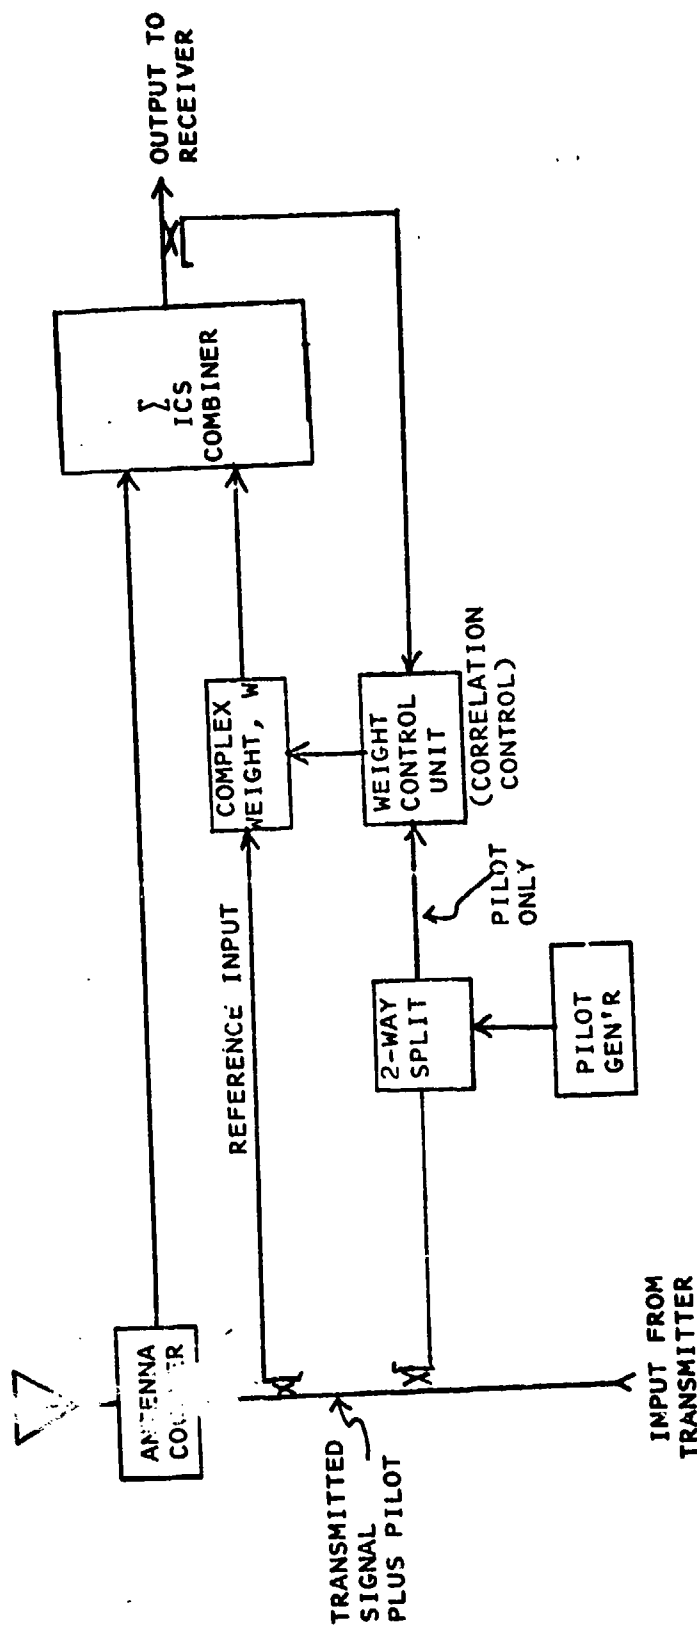 OUTPUT TO
RECEIVER
Σ
ICS
COMBINER
COMPLEX
WEIGHT, W
WEIGHT
CONTROL
UNIT
(CORRELATION
CONTROL)
REFERENCE INPUT
PILOT
ONLY
2-WAY
SPLIT
PILOT
GEN'R
ANTENNA
TRANSMITTED
SIGNAL
PLUS PILOT
INPUT FROM
TRANSMITTER